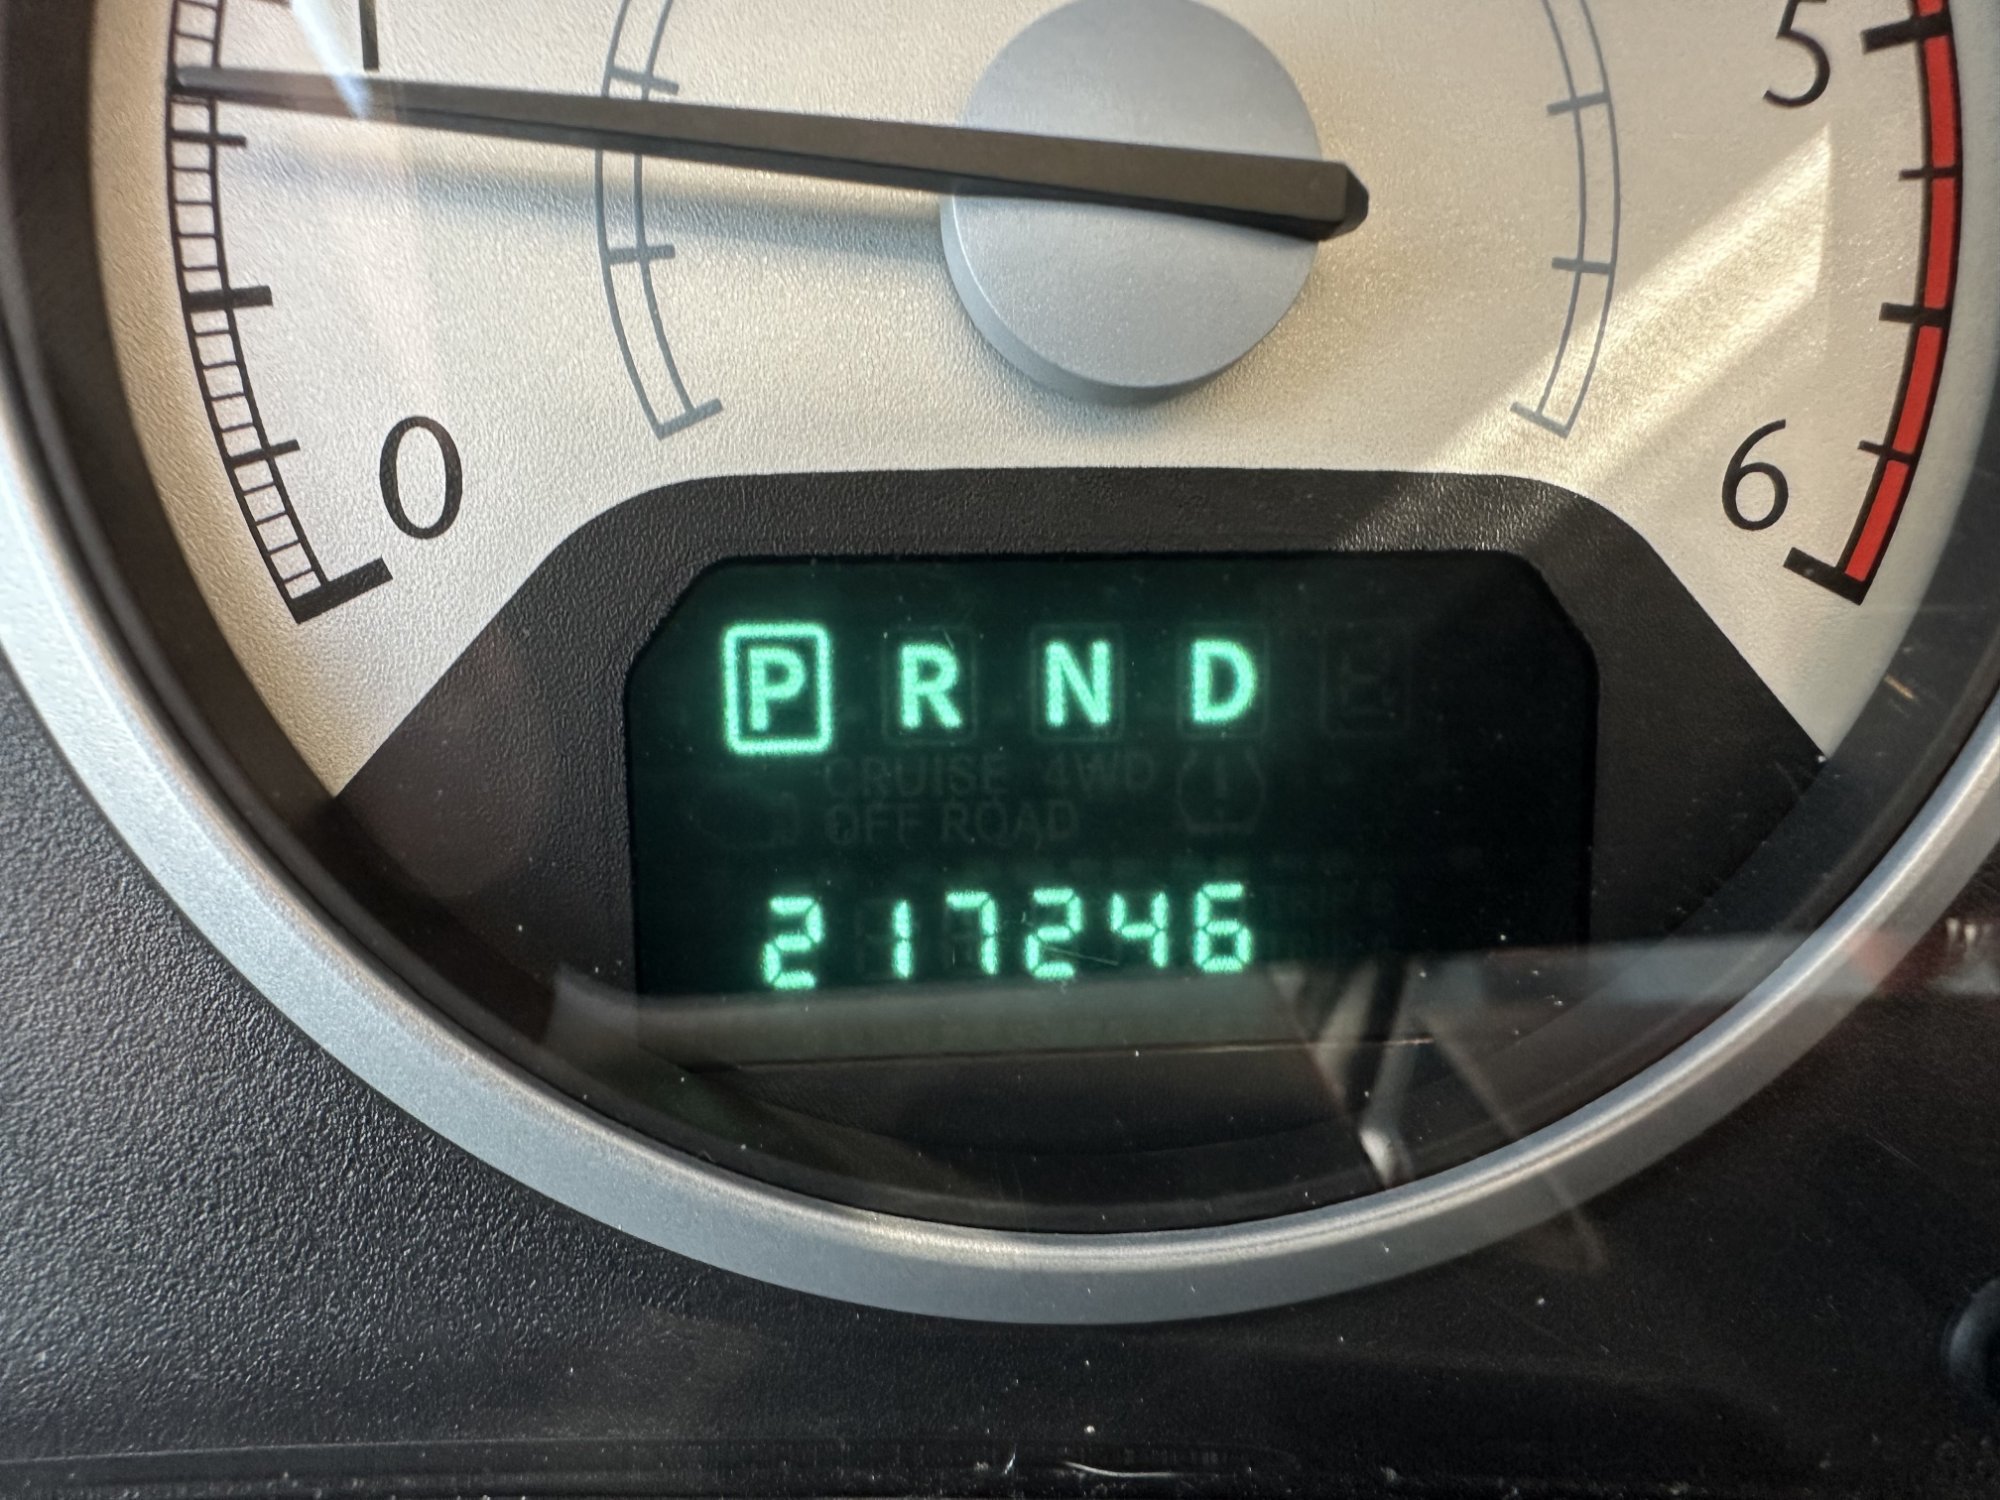 5
0
6
P R N D E
CRUISE 4WD
OFF ROAD
217246